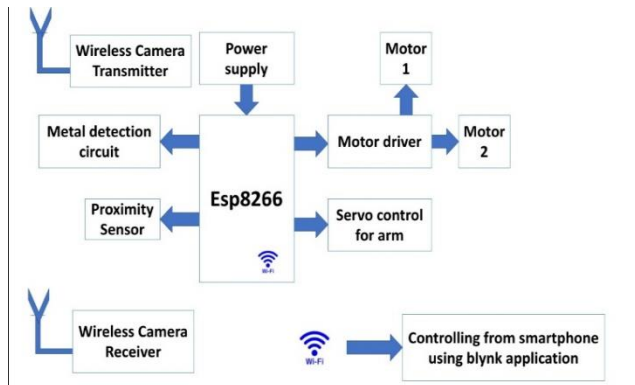 Wireless Camera
Transmitter
Power
supply
Motor
1
Metal detection
circuit
Esp8266
Motor driver
Motor
2
Proximity
Sensor
Servo control
for arm
Wi-Fi
Wireless Camera
Receiver
Wi-Fi
Controlling from smartphone
using blynk application